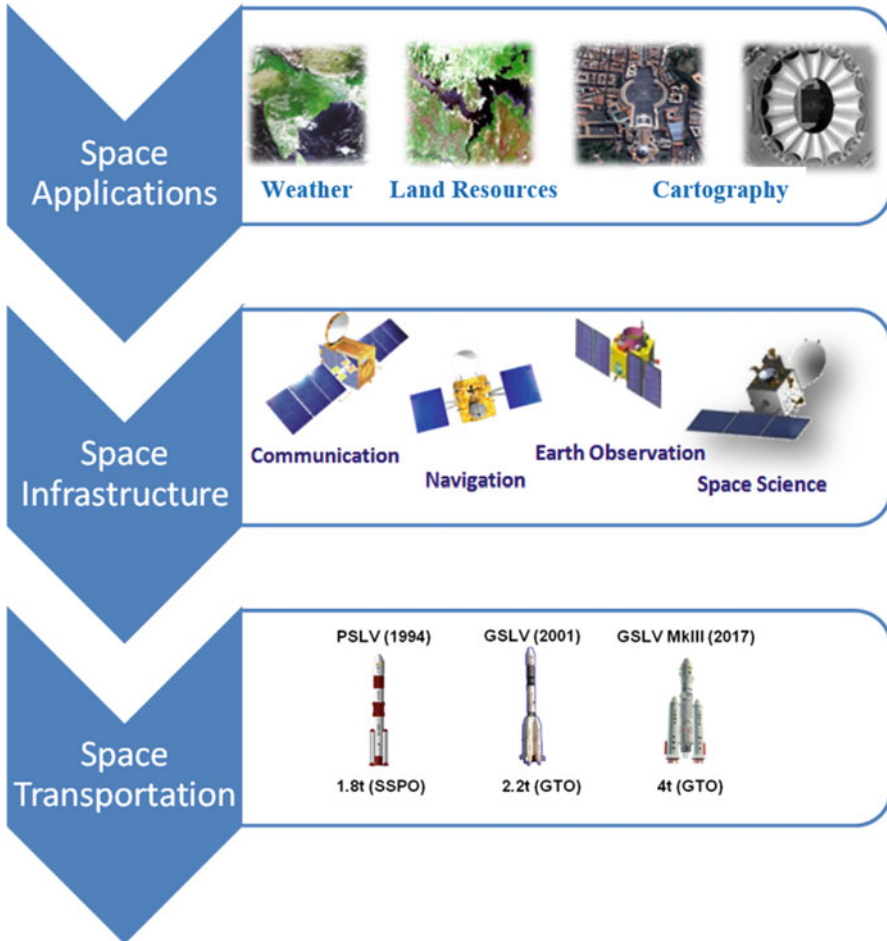 Space
Applications
Weather Land Resources Cartography
Space
Infrastructure
Communication
Navigation
Earth Observation
Space Science
Space
Transportation
PSLV (1994) GSLV (2001) GSLV MkIII (2017)
1.8t (SSPO) 2.2t (GTO) 4t (GTO)